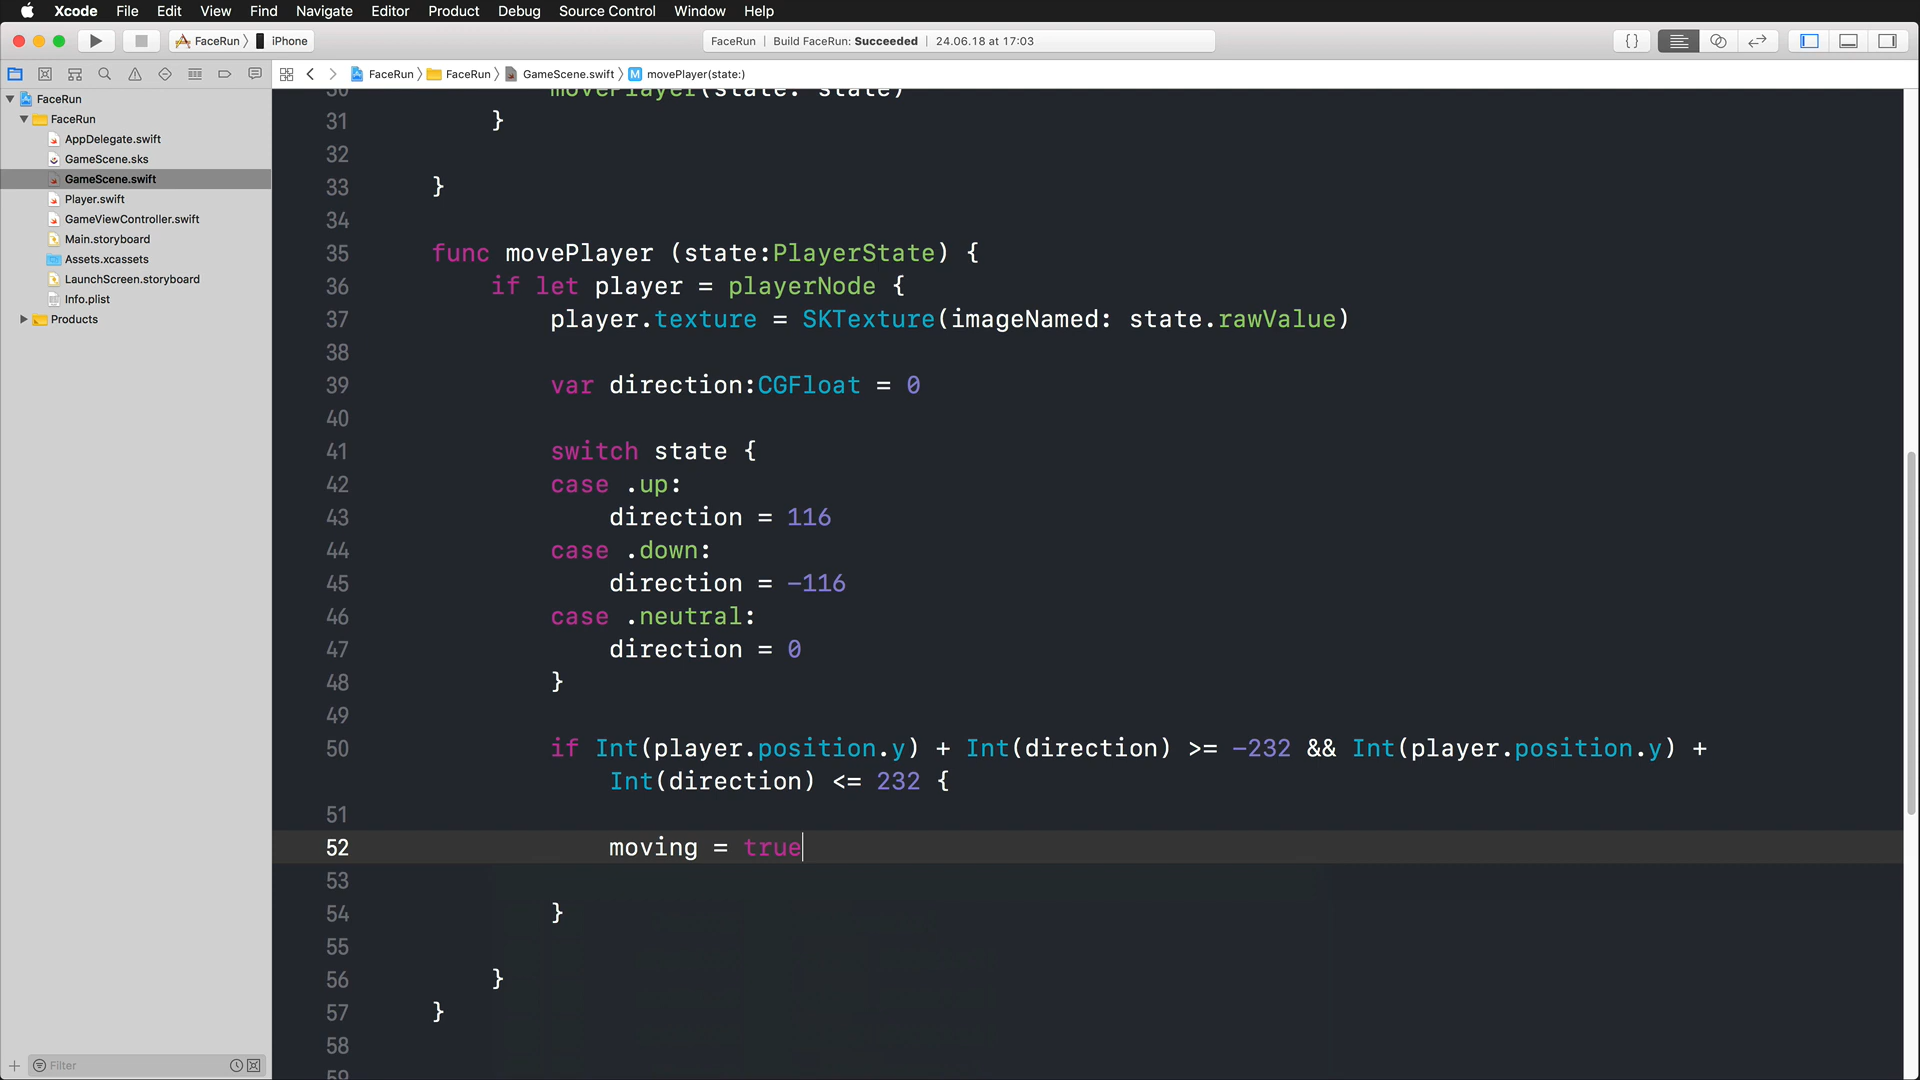 Xcode File Edit View Find Navigate Editor Product Debug Source Control Window Help
FaceRun iPhone FaceRun | Build FaceRun: Succeeded | 24.06.18 at 17:03 { }
FaceRun FaceRun GameScene.swift M movePlayer(state:)
FaceRun
FaceRun
AppDelegate.swift
GameScene.sks
GameScene.swift
Player.swift
GameViewController.swift
Main.storyboard
Assets.xcassets
LaunchScreen.storyboard
Info.plist
Products
Filter
30 movePlayer(state: state)
31 }
32
33 }
34
35 func movePlayer (state:PlayerState) {
36 if let player = playerNode {
37 player.texture = SKTexture(imageNamed: state.rawValue)
38
39 var direction:CGFloat = 0
40
41 switch state {
42 case .up:
43 direction = 116
44 case .down:
45 direction = -116
46 case .neutral:
47 direction = 0
48 }
49
50 if Int(player.position.y) + Int(direction) >= -232 && Int(player.position.y) +
Int(direction) <= 232 {
51
52 moving = true
53
54 }
55
56 }
57 }
58
59